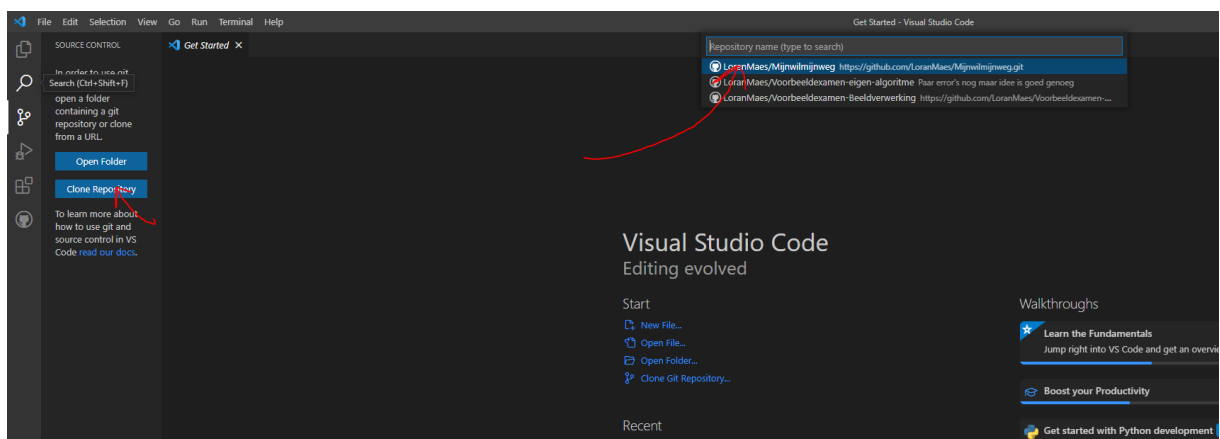 File Edit Selection View Go Run Terminal Help
Get Started - Visual Studio Code
SOURCE CONTROL
Get Started
Repository name (type to search)
LoranMaes/Mijnwilmijnweg https://github.com/LoranMaes/Mijnwilmijnweg.git
LoranMaes/Voorbeeldexamen-eigen-algoritme Paar error's nog maar idee is goed genoeg
LoranMaes/Voorbeeldexamen-Beeldverwerking https://github.com/LoranMaes/Voorbeeldexamen-...
In order to use git
Search (Ctrl+Shift+F)
open a folder
containing a git
repository or clone
from a URL.
Open Folder
Clone Repository
To learn more about
how to use git and
source control in VS
Code read our docs.
Visual Studio Code
Editing evolved
Start
New File...
Open File...
Open Folder...
Clone Git Repository...
Recent
Walkthroughs
Learn the Fundamentals
Jump right into VS Code and get an overvie
Boost your Productivity
Get started with Python development